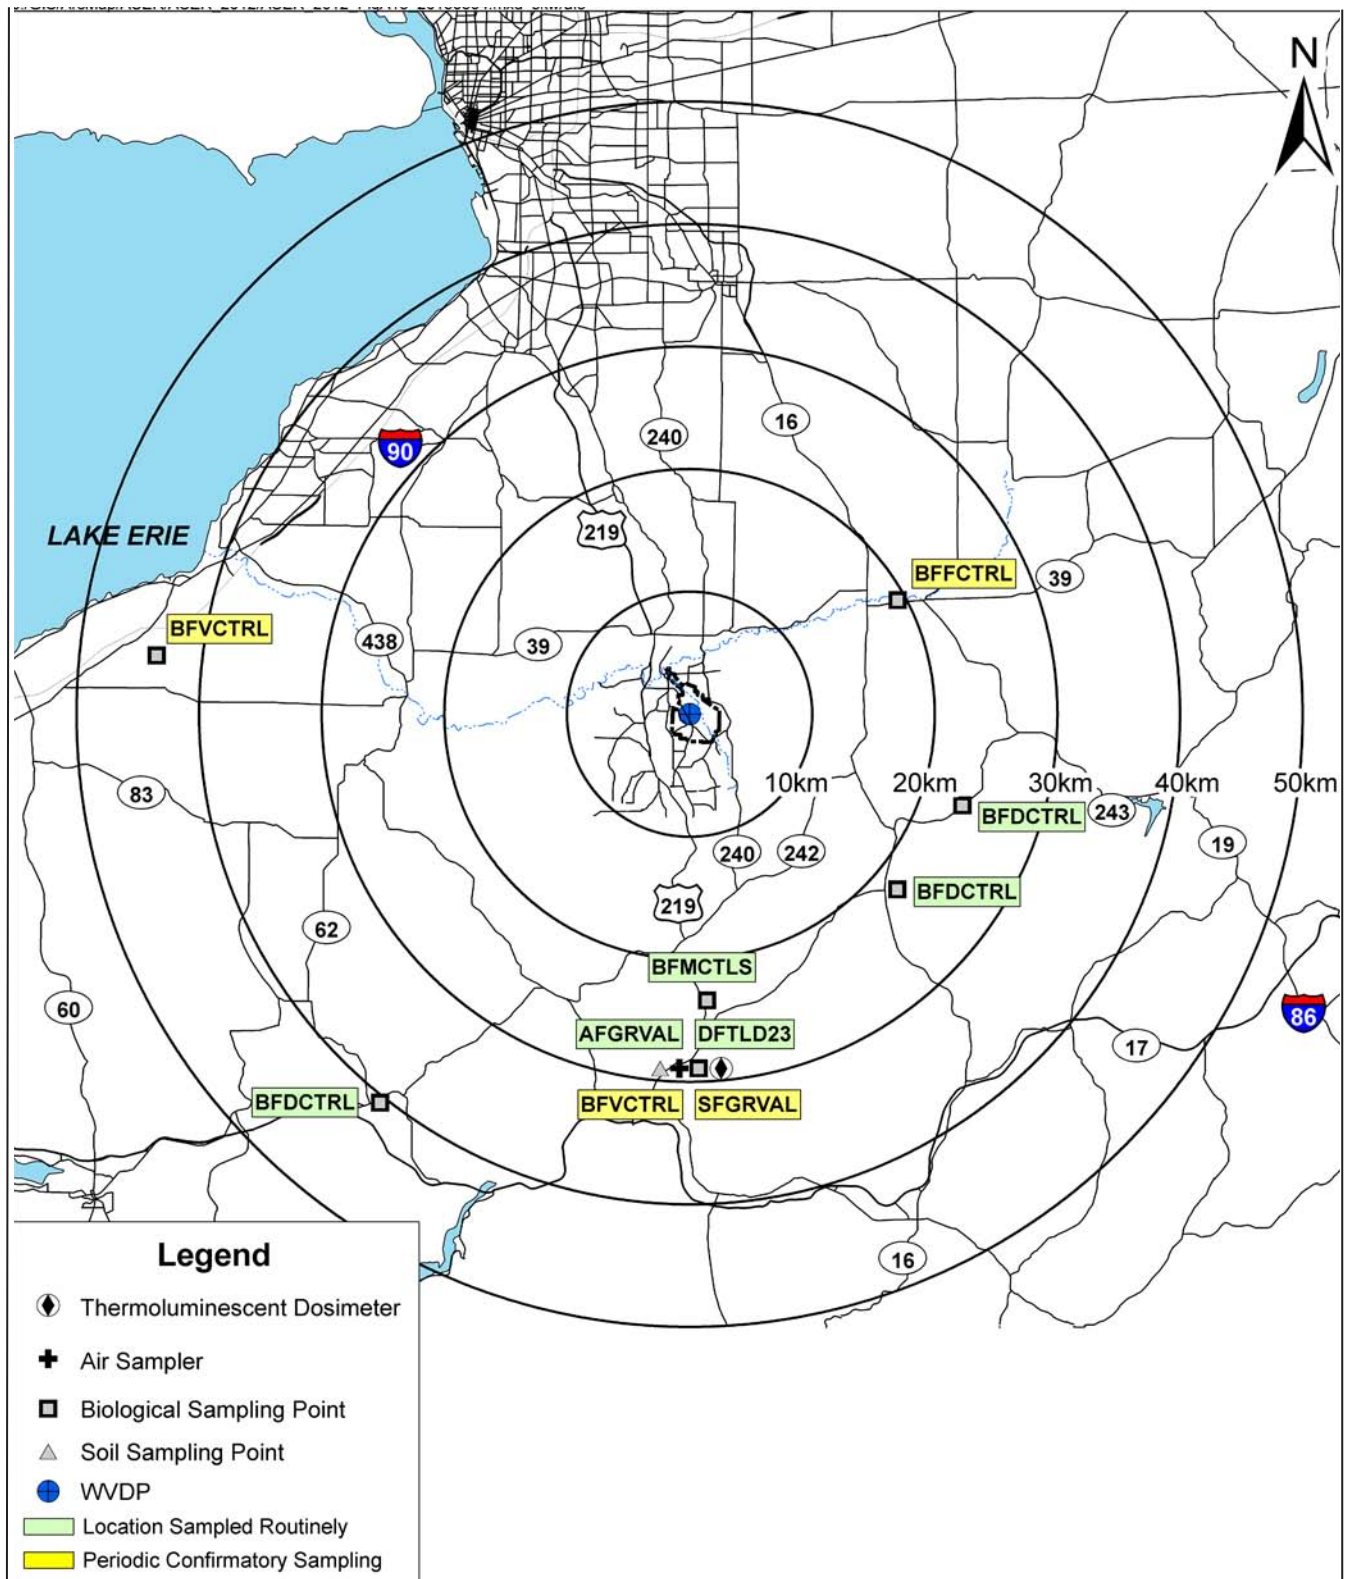 N
16
240
90
219
LAKE ERIE
BFFCTRL
39
BFVCTRL
438
39
10km
20km
30km
40km
50km
83
BFDCTRL
243
19
240
242
BFDCTRL
219
62
BFMCTLS
60
86
AFGRVAL
DFTLD23
17
BFDCTRL
BFVCTRL
SFGRVAL
16
Legend
Thermoluminescent Dosimeter
Air Sampler
Biological Sampling Point
Soil Sampling Point
WVDP
Location Sampled Routinely
Periodic Confirmatory Sampling